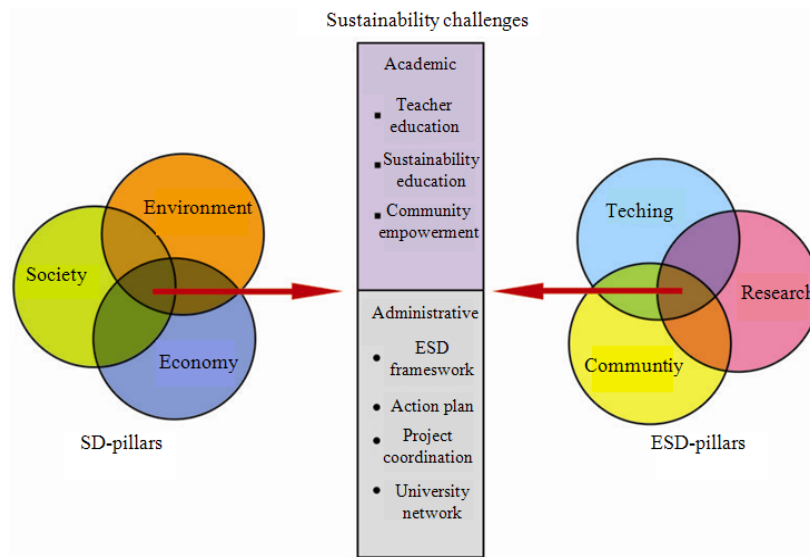 Sustainability challenges
Academic
▪ Teacher
education
▪ Sustainability
education
▪ Community
empowerment
Administrative
• ESD
frameswork
• Action plan
• Project
coordination
• University
network
Environment
Society
Economy
SD-pillars
Teching
Research
Communtiy
ESD-pillars